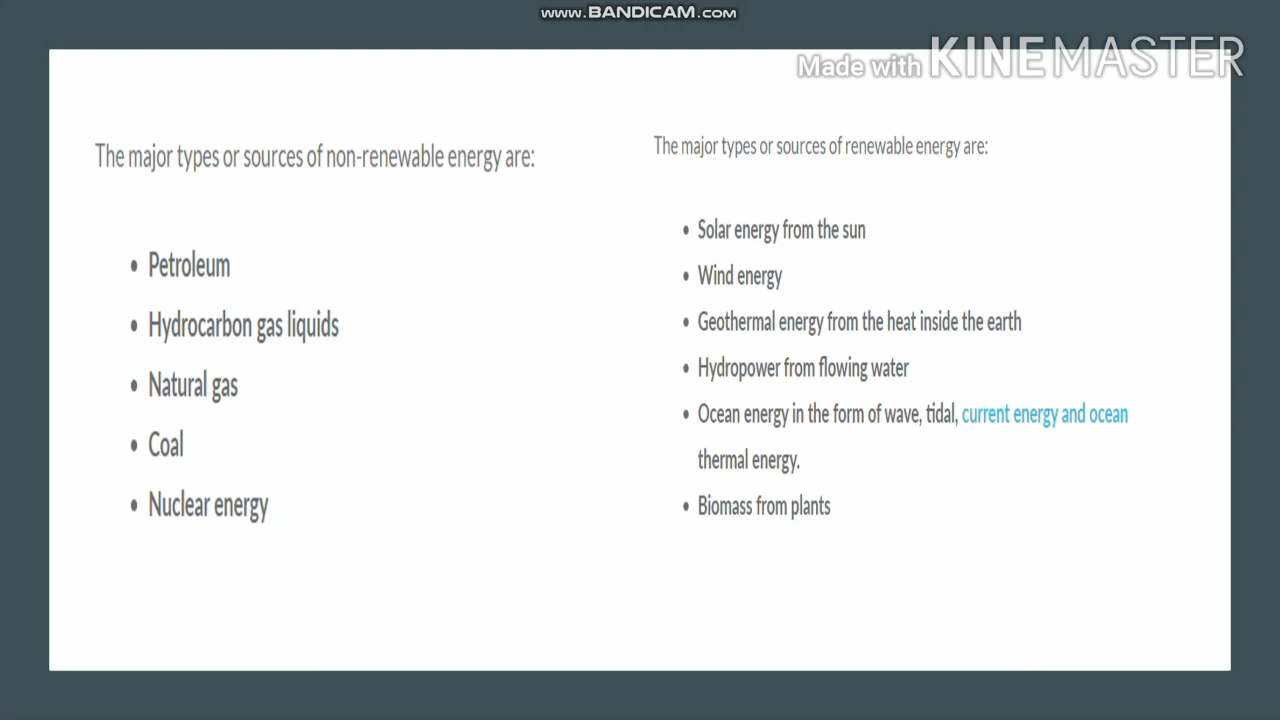 www.BANDICAM.com
Made with KINEMASTER
The major types or sources of non-renewable energy are:
• Petroleum
• Hydrocarbon gas liquids
• Natural gas
• Coal
• Nuclear energy
The major types or sources of renewable energy are:
• Solar energy from the sun
• Wind energy
• Geothermal energy from the heat inside the earth
• Hydropower from flowing water
• Ocean energy in the form of wave, tidal, current energy and ocean
thermal energy.
• Biomass from plants